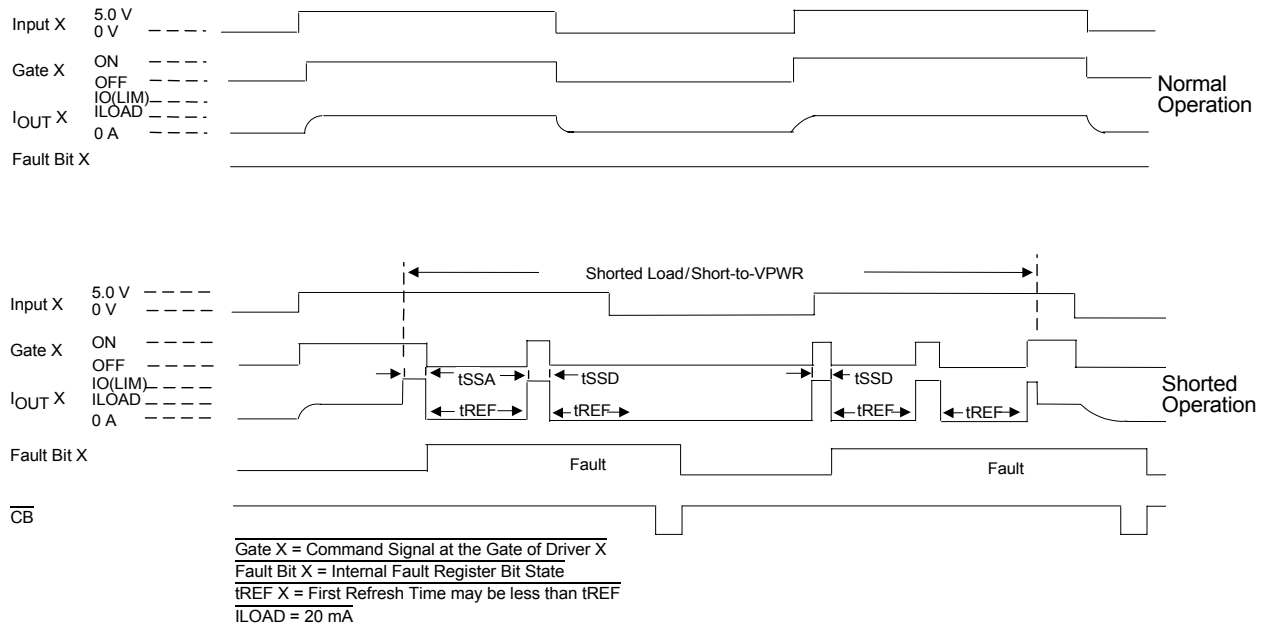 Input X 5.0 V
0 V
Gate X ON
OFF
IO(LIM)
IOUT X ILOAD
0 A
Fault Bit X
Normal
Operation
Shorted Load/Short-to-VPWR
Input X 5.0 V
0 V
Gate X ON
OFF
tSSA tSSD tSSD
IO(LIM)
IOUT X ILOAD
0 A
tREF tREF tREF tREF
Shorted
Operation
Fault Bit X Fault Fault
CB
Gate X = Command Signal at the Gate of Driver X
Fault Bit X = Internal Fault Register Bit State
tREF X = First Refresh Time may be less than tREF
ILOAD = 20 mA